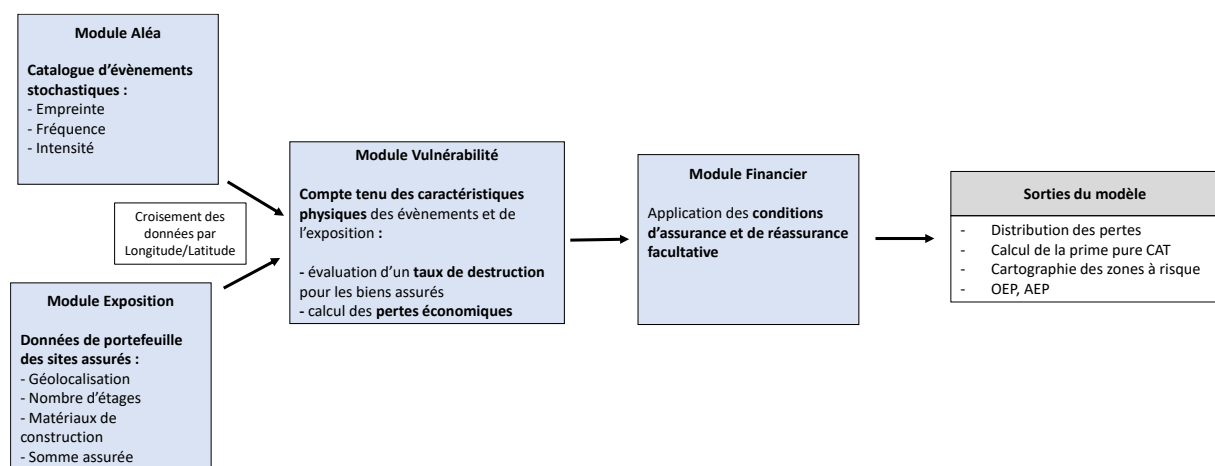 Module Aléa
Catalogue d'évènements
stochastiques :
- Empreinte
- Fréquence
- Intensité
Croisement des
données par
Longitude/Latitude
Module Exposition
Données de portefeuille
des sites assurés :
- Géolocalisation
- Nombre d'étages
- Matériaux de
construction
- Somme assurée
Module Vulnérabilité
Compte tenu des caractéristiques
physiques des évènements et de
l'exposition :
- évaluation d'un taux de destruction
pour les biens assurés
- calcul des pertes économiques
Module Financier
Application des conditions
d'assurance et de réassurance
facultative
Sorties du modèle
- Distribution des pertes
- Calcul de la prime pure CAT
- Cartographie des zones à risque
- OEP, AEP